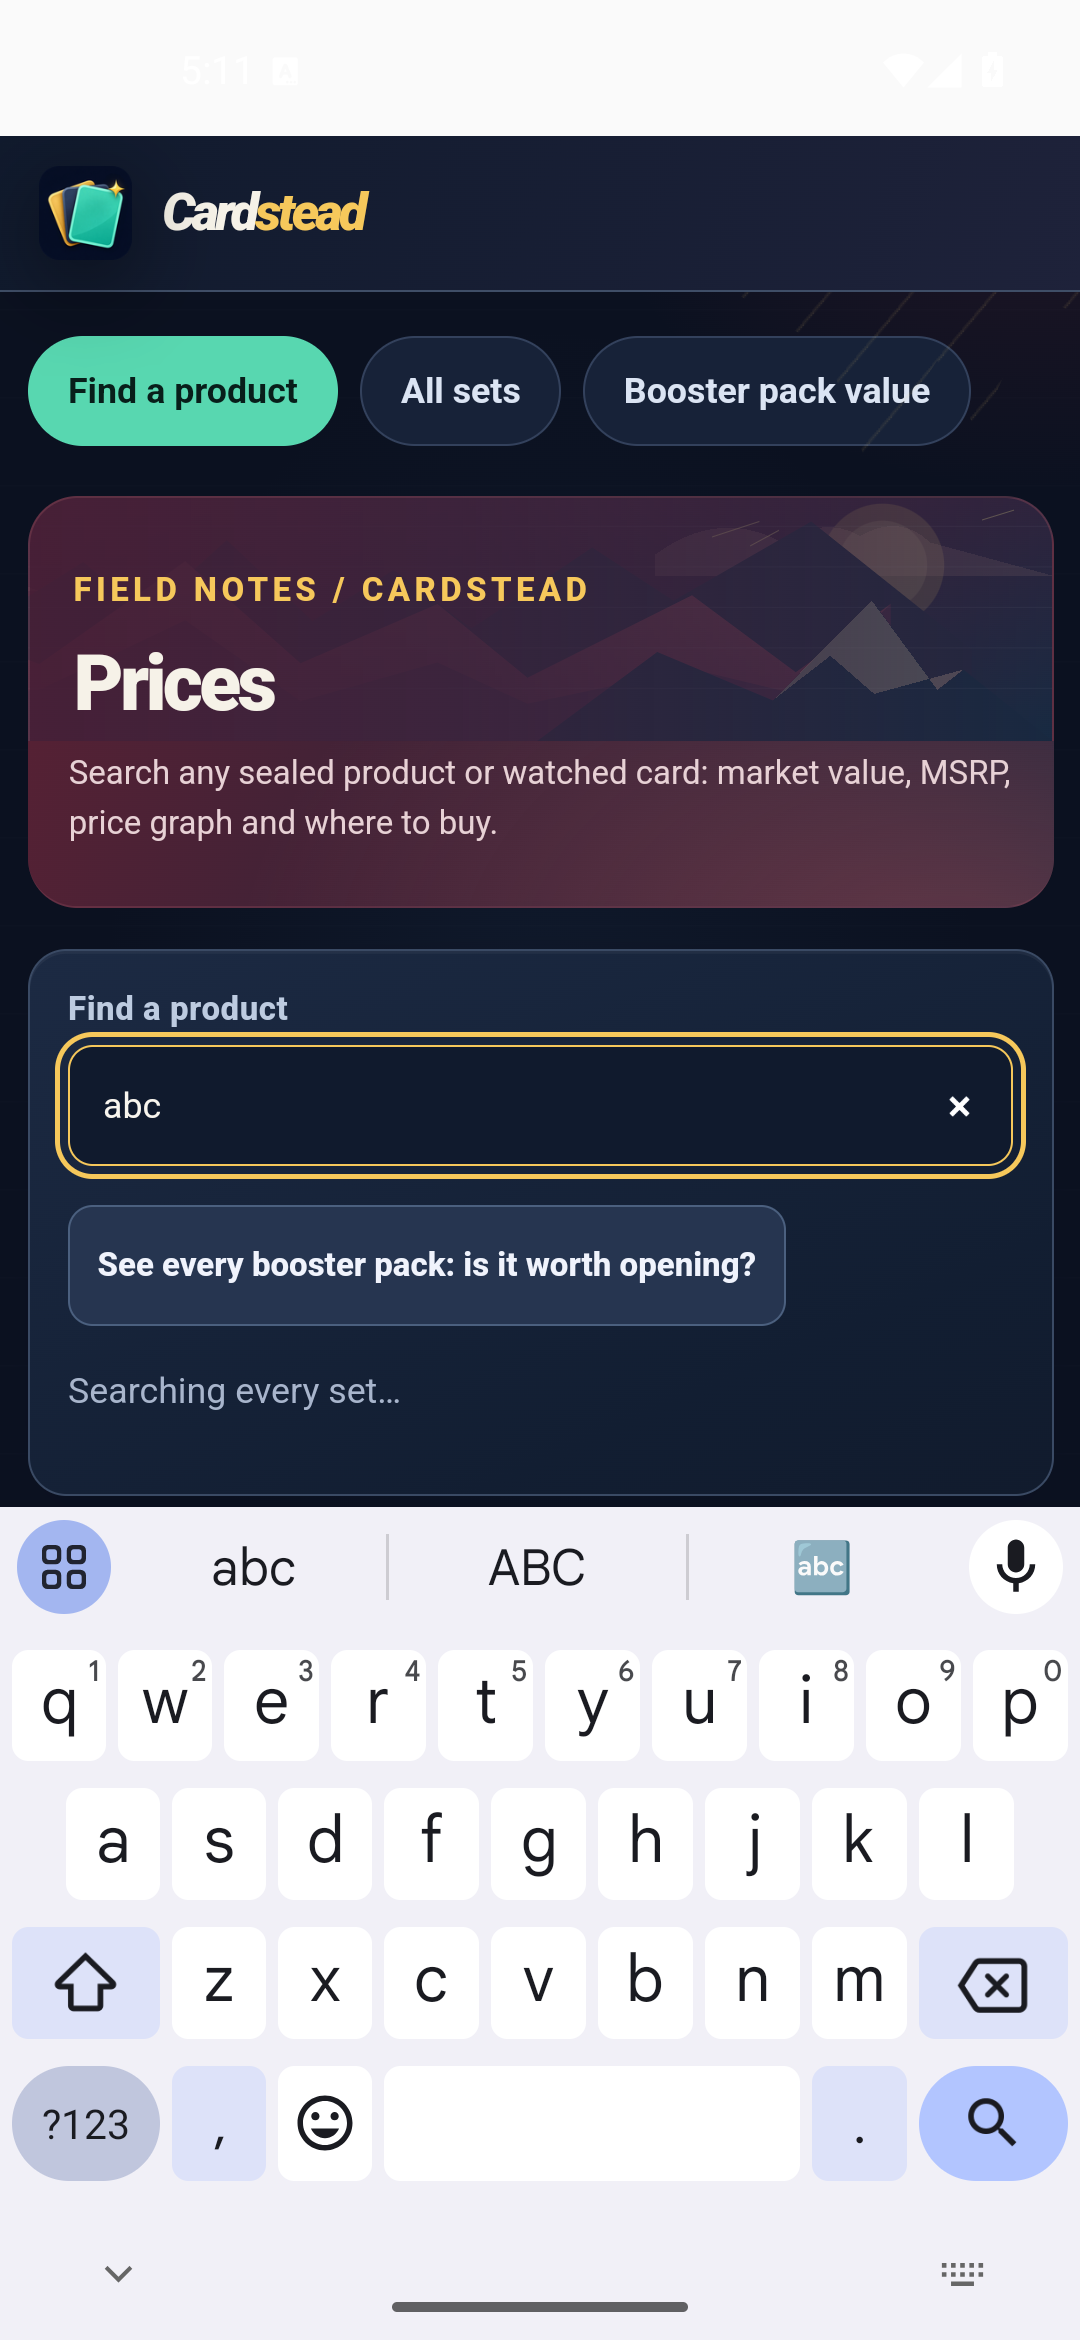 5:11
Cardstead
Find a product
All sets
Booster pack value
FIELD NOTES / CARDSTEAD
Prices
Search any sealed product or watched card: market value, MSRP,
price graph and where to buy.
Find a product
abc
See every booster pack: is it worth opening?
Searching every set...
abc
ABC
abc
q 1 w 2 e 3 r 4 t 5 y 6 u 7 i 8 o 9 p 0
a s d f g h j k l
z x c v b n m
?123 , .